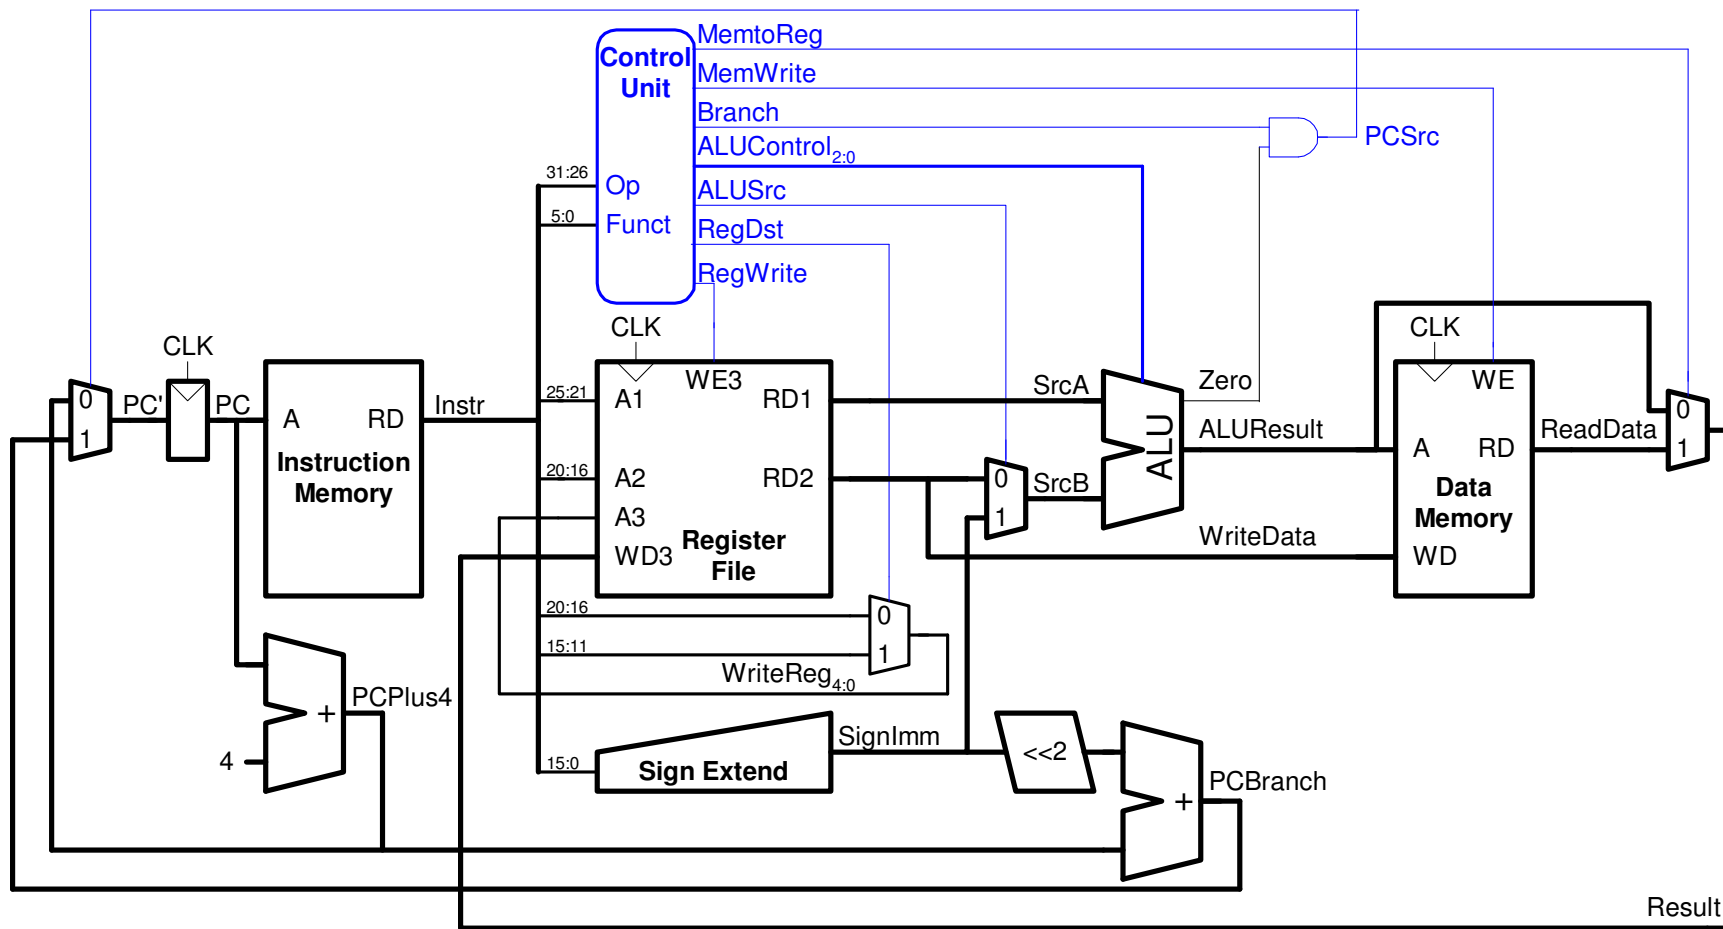 MemtoReg
Control
Unit
MemWrite
Branch
PCSrc
ALUControl2:0
31:26
Op
ALUSrc
5:0
Funct
RegDst
RegWrite
CLK
CLK
CLK
0
1
PC'
PC
A
RD
Instruction
Memory
Instr
25:21
A1
WE3
RD1
20:16
A2
RD2
A3
WD3
Register
File
SrcA
0
1
SrcB
ALU
Zero
ALUResult
WriteData
WE
A
RD
Data
Memory
WD
ReadData
0
1
20:16
0
15:11
1
WriteReg4:0
PCPlus4
+
4
15:0
Sign Extend
SignImm
<<2
+
PCBranch
Result